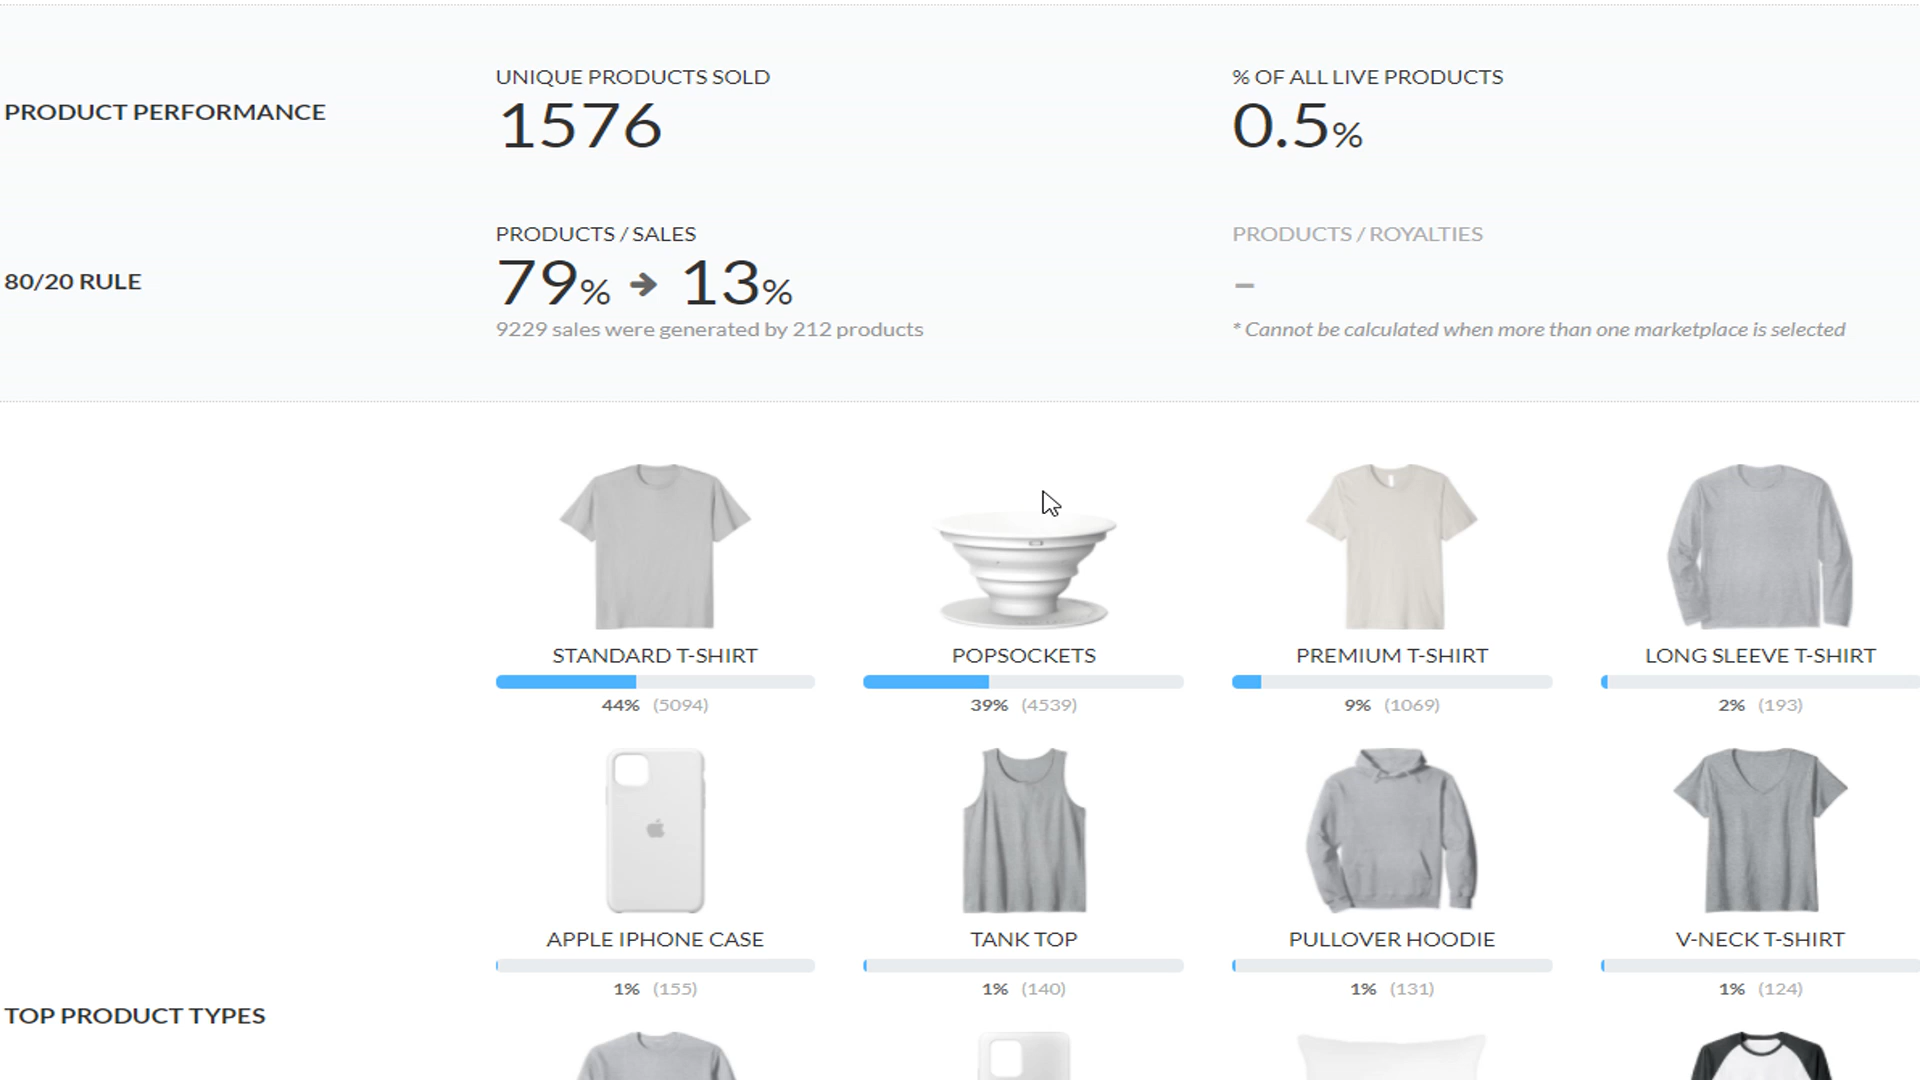 UNIQUE PRODUCTS SOLD
% OF ALL LIVE PRODUCTS
PRODUCT PERFORMANCE
1576
0.5%
PRODUCTS / SALES
PRODUCTS / ROYALTIES
80/20 RULE
79% → 13%
–
9229 sales were generated by 212 products
* Cannot be calculated when more than one marketplace is selected
STANDARD T-SHIRT
POPSOCKETS
PREMIUM T-SHIRT
LONG SLEEVE T-SHIRT
44% (5094)
39% (4539)
9% (1069)
2% (193)
APPLE IPHONE CASE
TANK TOP
PULLOVER HOODIE
V-NECK T-SHIRT
1% (155)
1% (140)
1% (131)
1% (124)
TOP PRODUCT TYPES